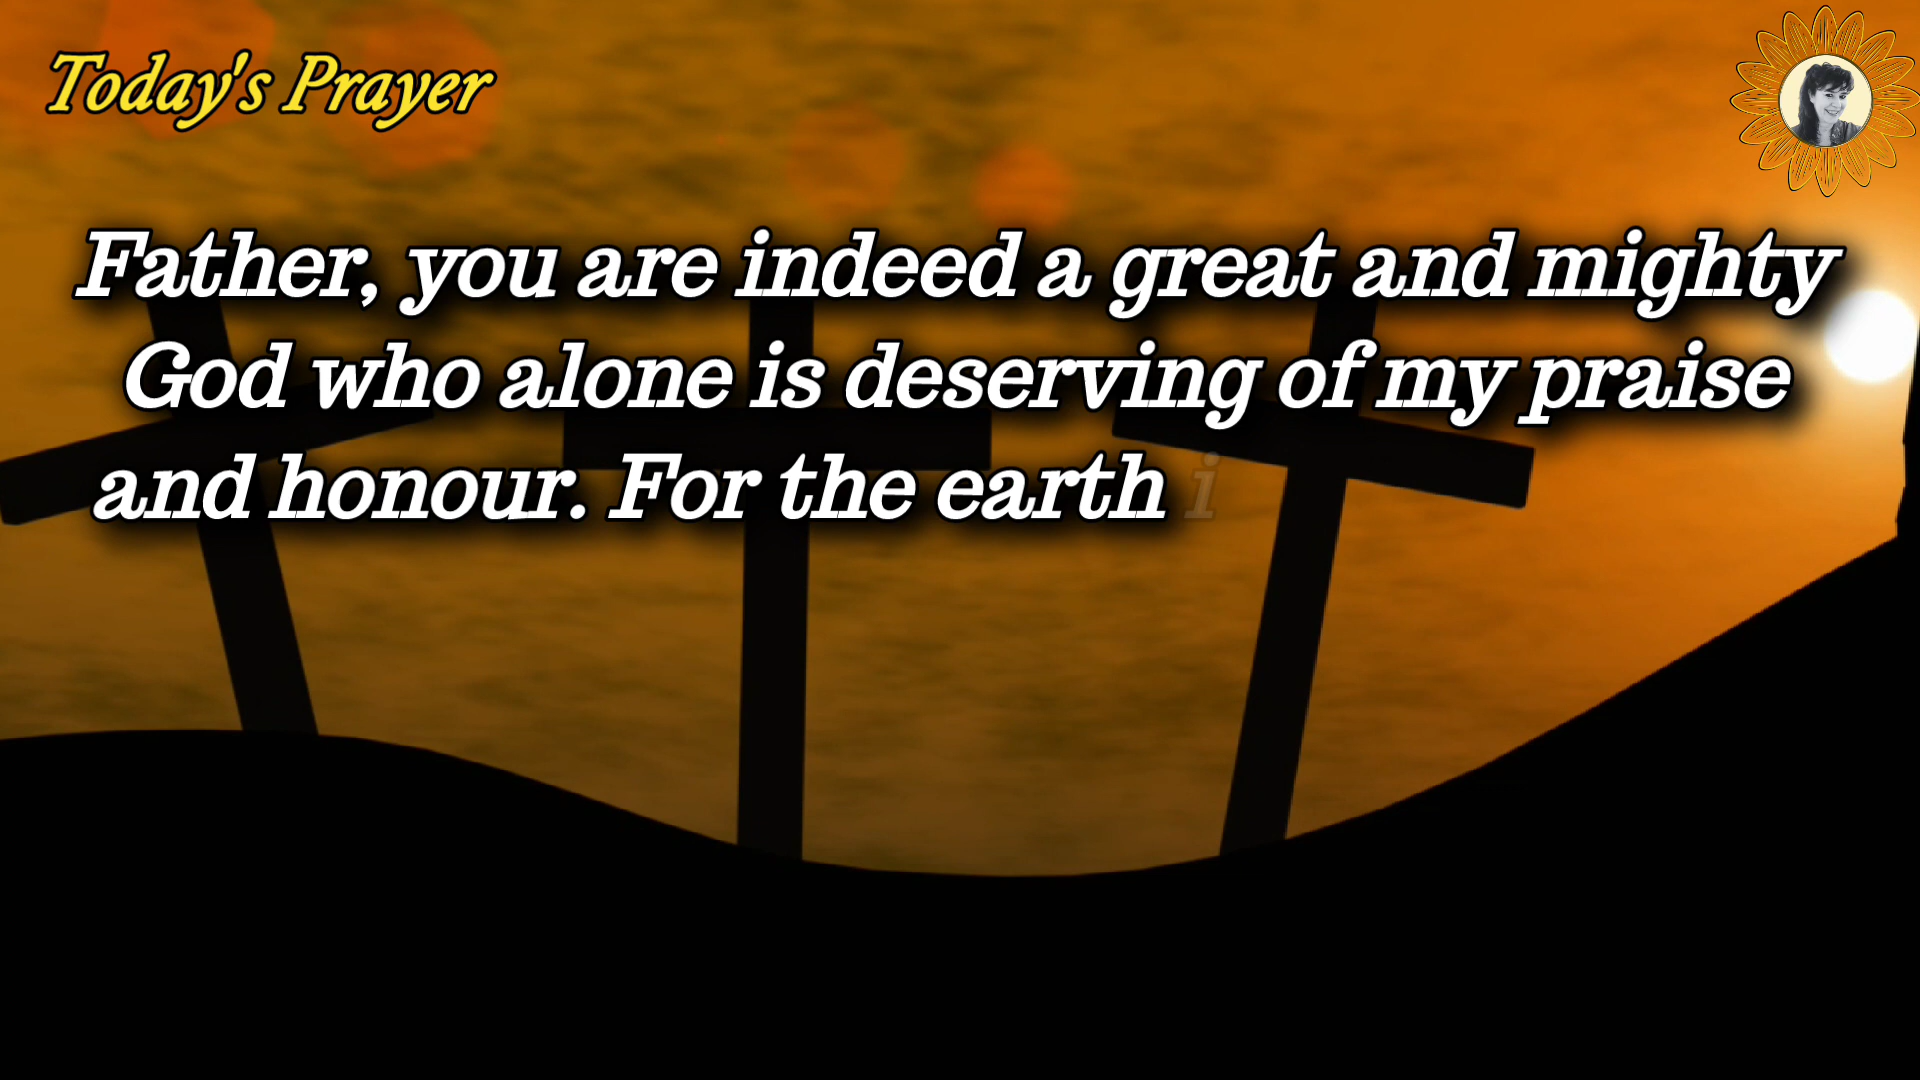 Today's Prayer
Father, you are indeed a great and mighty
God who alone is deserving of my praise
and honour. For the earth i